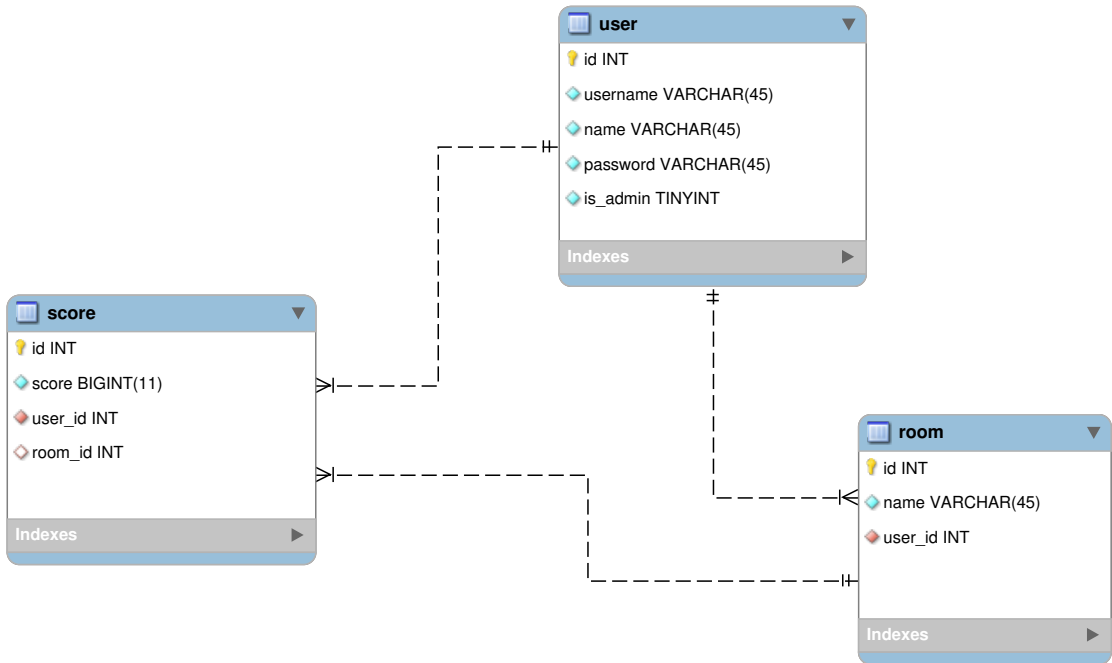 user
id INT
username VARCHAR(45)
name VARCHAR(45)
password VARCHAR(45)
is_admin TINYINT
Indexes
score
id INT
score BIGINT(11)
user_id INT
room_id INT
Indexes
room
id INT
name VARCHAR(45)
user_id INT
Indexes